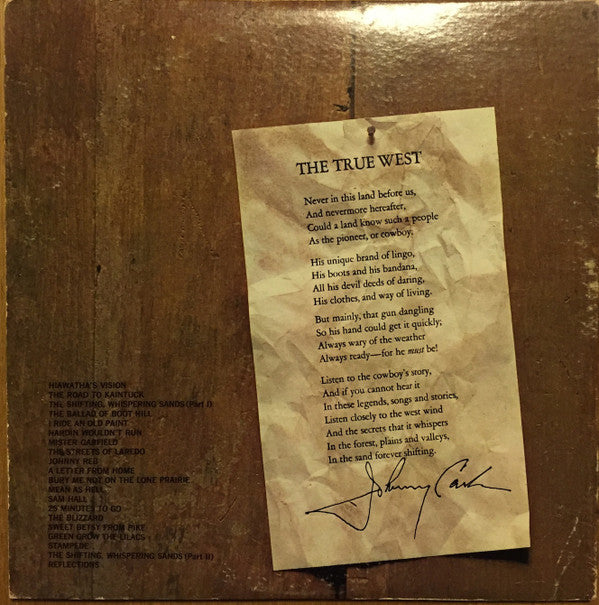 THE TRUE WEST
Never in this land before us,
And nevermore hereafter,
Could a land know such a people
As the pioneer, or cowboy.
His unique brand of lingo,
His boots and his bandana,
All his devil deeds of daring,
His clothes, and way of living.
But mainly, that gun dangling
So his hand could get it quickly;
Always wary of the weather
Always ready—for he must be!
Listen to the cowboy's story,
And if you cannot hear it
In these legends, songs and stories,
Listen closely to the west wind
And the secrets that it whispers
In the forest, plains and valleys,
In the sand forever shifting.
Johnny Cash
HIAWATHA'S VISION
THE ROAD TO KAINTUCK
THE SHIFTING, WHISPERING SANDS (Part I)
THE BALLAD OF BOOT HILL
I RIDE AN OLD PAINT
HARDIN WOULDN'T RUN
MISTER GARFIELD
THE STREETS OF LAREDO
JOHNNY REB
A LETTER FROM HOME
BURY ME NOT ON THE LONE PRAIRIE
MEAN AS HELL
SAM HALL
25 MINUTES TO GO
THE BLIZZARD
SWEET BETSY FROM PIKE
GREEN GROW THE LILACS
STAMPEDE
THE SHIFTING, WHISPERING SANDS (Part II)
REFLECTIONS